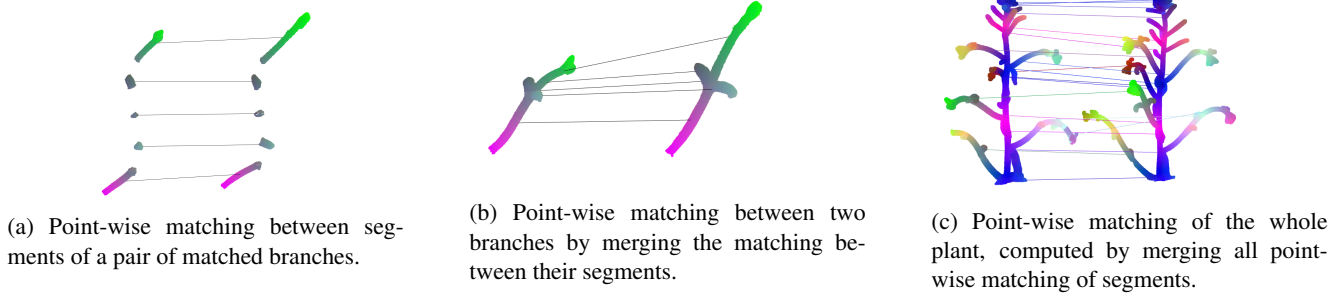 (a) Point-wise matching between seg-
ments of a pair of matched branches.
(b) Point-wise matching between two
branches by merging the matching be-
tween their segments.
(c) Point-wise matching of the whole
plant, computed by merging all point-
wise matching of segments.